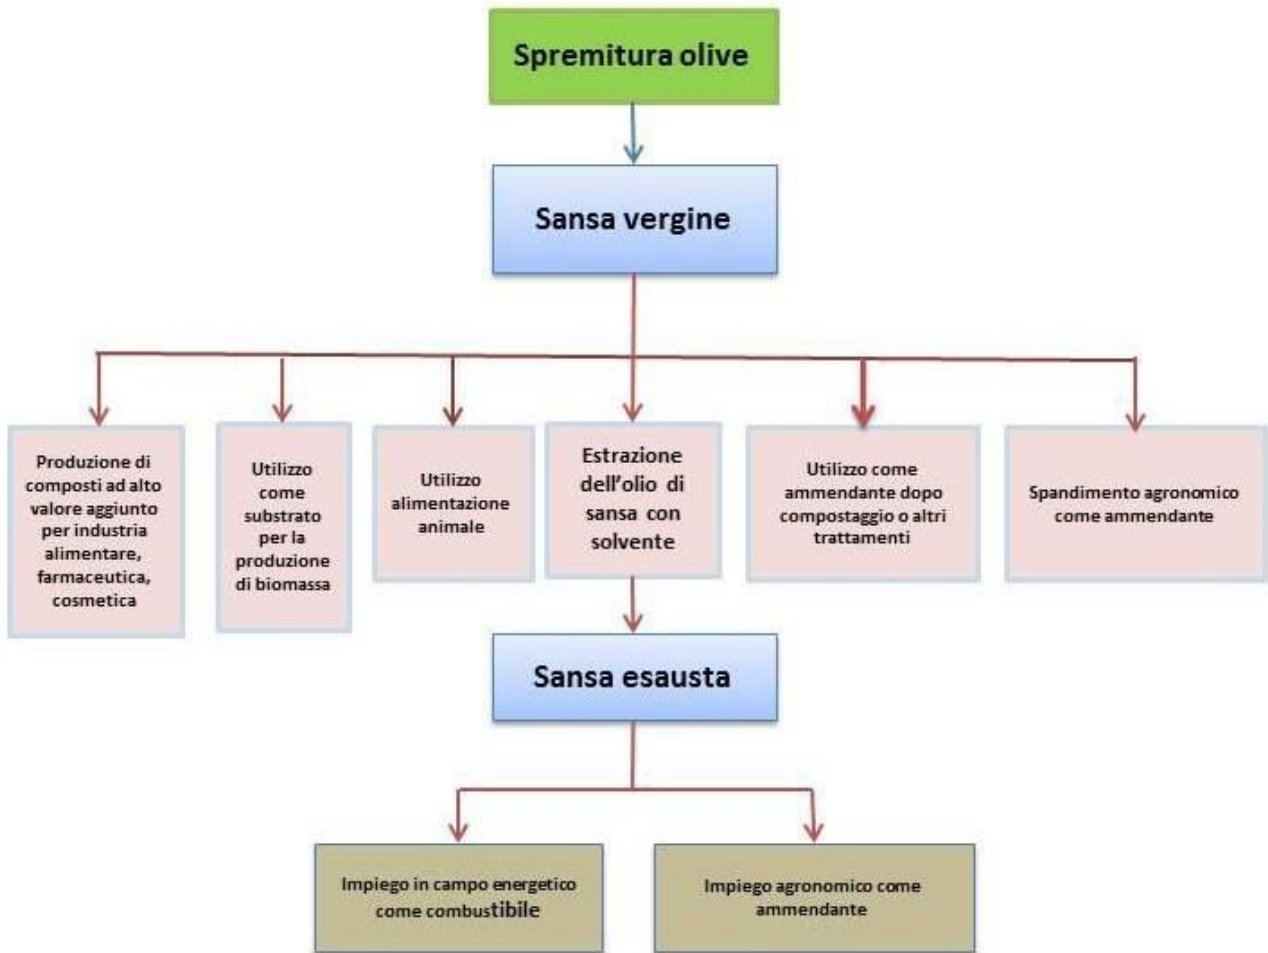 Spremitura olive
Sansa vergine
Produzione di
composti ad alto
valore aggiunto
per industria
alimentare,
farmaceutica,
cosmetica
Utilizzo
come
substrato
per la
produzione
di biomassa
Utilizzo
alimentazione
animale
Estrazione
dell'olio di
sansa con
solvente
Utilizzo come
ammendante dopo
compostaggio o altri
trattamenti
Spandimento agronomico
come ammendante
Sansa esausta
Impiego in campo energetico
come combustibile
Impiego agronomico come
ammendante